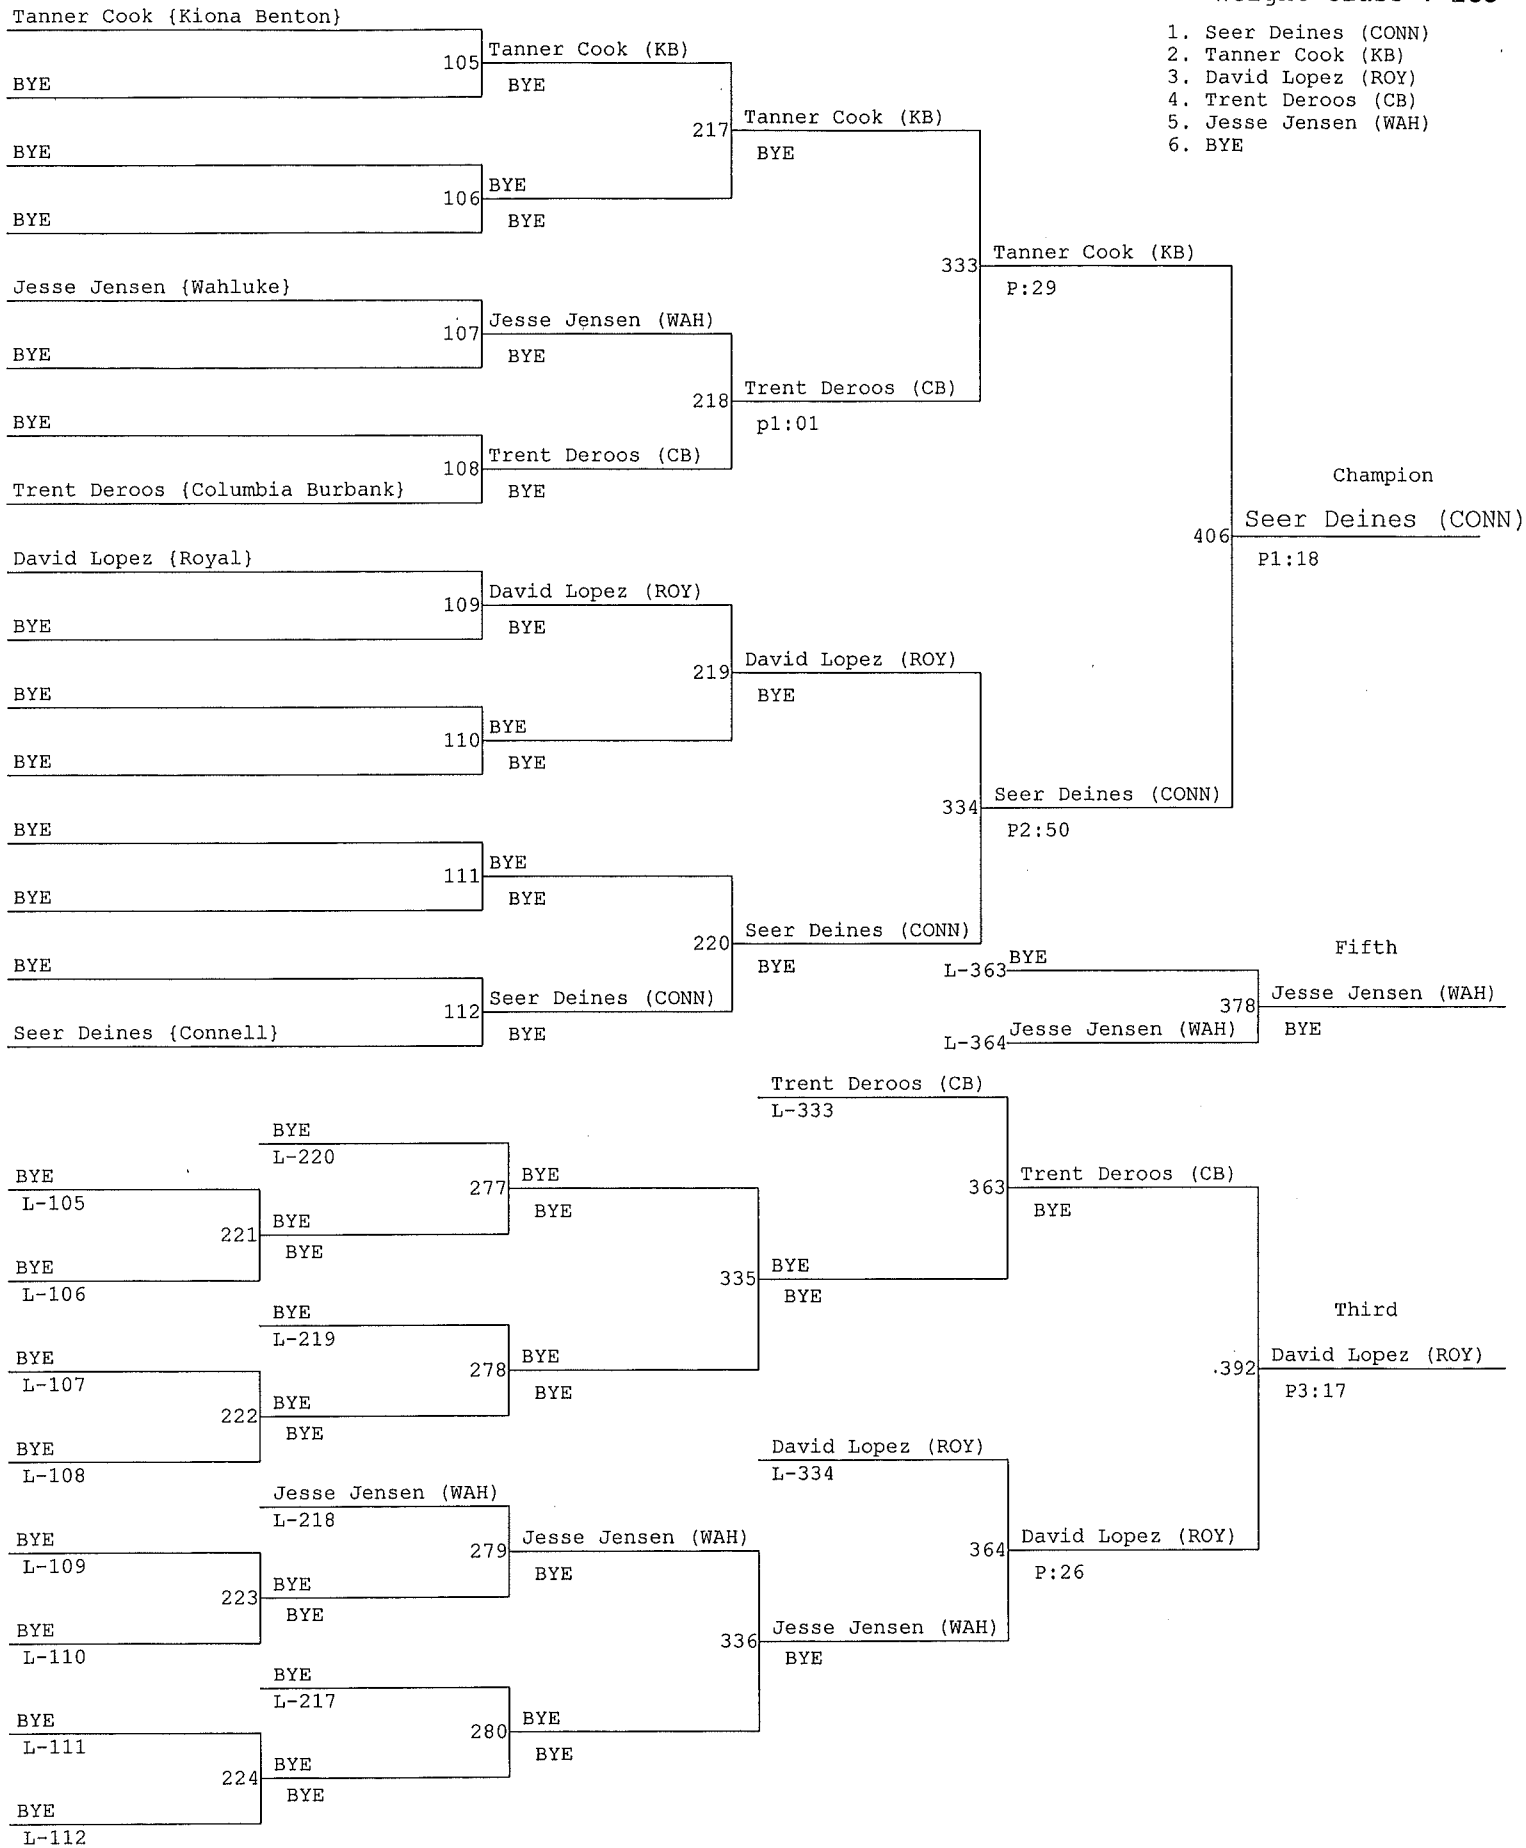 1. Seer Deines (CONN)
2. Tanner Cook (KB)
3. David Lopez (ROY)
4. Trent Deroos (CB)
5. Jesse Jensen (WAH)
6. BYE
Tanner Cook {Kiona Benton}
105
BYE
Tanner Cook (KB)
BYE
BYE
106
BYE
BYE
BYE
217
Tanner Cook (KB)
BYE
Jesse Jensen {Wahluke}
107
BYE
Jesse Jensen (WAH)
BYE
BYE
108
Trent Deroos {Columbia Burbank}
Trent Deroos (CB)
BYE
218
Trent Deroos (CB)
p1:01
333
Tanner Cook (KB)
P:29
David Lopez {Royal}
109
BYE
David Lopez (ROY)
BYE
BYE
110
BYE
BYE
BYE
219
David Lopez (ROY)
BYE
BYE
111
BYE
BYE
BYE
BYE
112
Seer Deines {Connell}
Seer Deines (CONN)
BYE
220
Seer Deines (CONN)
BYE
334
Seer Deines (CONN)
P2:50
Champion
406
Seer Deines (CONN)
P1:18
Fifth
L-363
BYE
L-364
Jesse Jensen (WAH)
378
Jesse Jensen (WAH)
BYE
BYE
L-105
BYE
L-106
221
BYE
BYE
BYE
L-220
277
BYE
BYE
BYE
L-107
BYE
L-108
222
BYE
BYE
BYE
L-219
278
BYE
BYE
335
BYE
BYE
Trent Deroos (CB)
L-333
363
Trent Deroos (CB)
BYE
BYE
L-109
BYE
L-110
223
BYE
BYE
Jesse Jensen (WAH)
L-218
279
Jesse Jensen (WAH)
BYE
BYE
L-111
BYE
L-112
224
BYE
BYE
BYE
L-217
280
BYE
BYE
336
Jesse Jensen (WAH)
BYE
David Lopez (ROY)
L-334
364
David Lopez (ROY)
P:26
Third
392
David Lopez (ROY)
P3:17